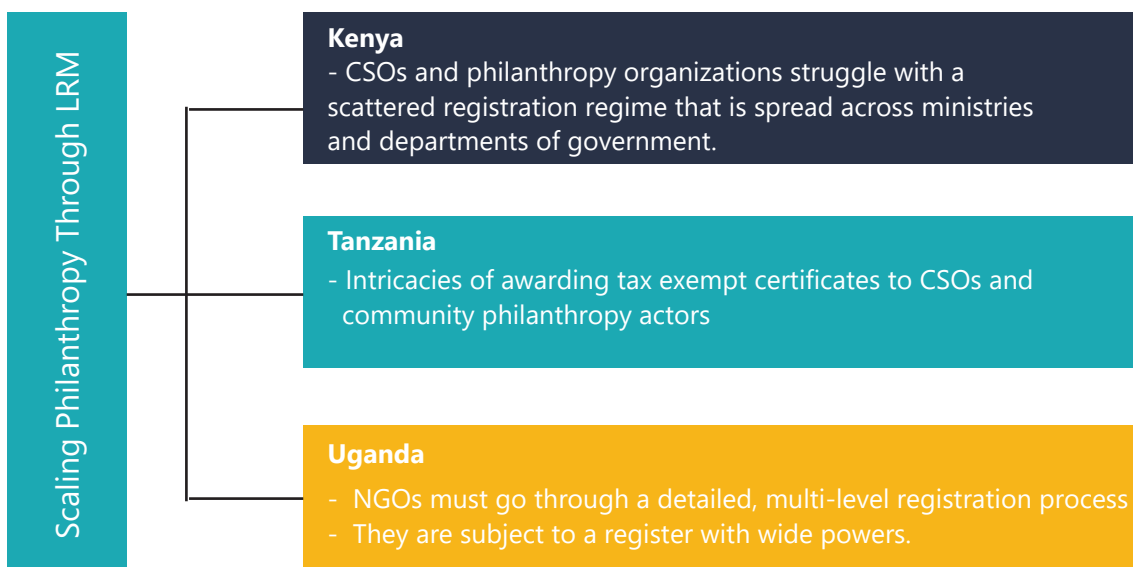 Scaling Philanthropy Through LRM
Kenya
- CSOs and philanthropy organizations struggle with a
scattered registration regime that is spread across ministries
and departments of government.
Tanzania
- Intricacies of awarding tax exempt certificates to CSOs and
community philanthropy actors
Uganda
- NGOs must go through a detailed, multi-level registration process
- They are subject to a register with wide powers.